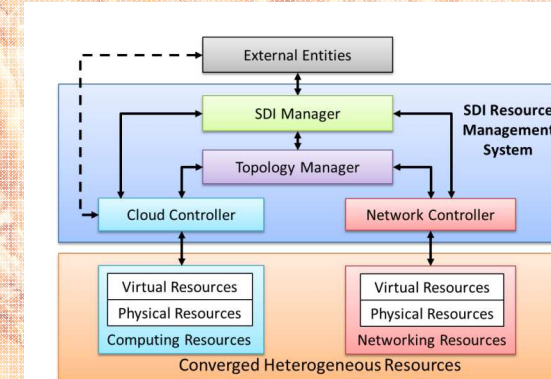 External Entities
SDI Manager
SDI Resource
Management
System
Topology Manager
Cloud Controller
Network Controller
Virtual Resources
Physical Resources
Computing Resources
Virtual Resources
Physical Resources
Networking Resources
Converged Heterogeneous Resources